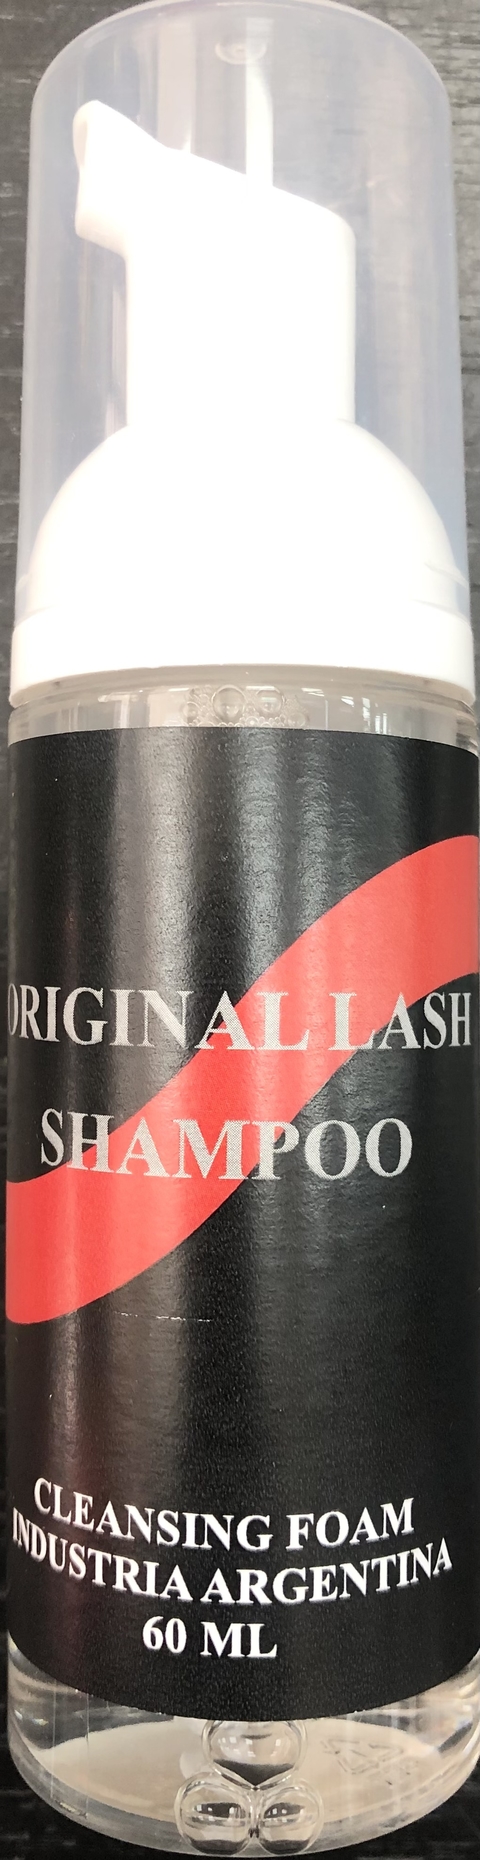 ORIGINAL LASH
SHAMPOO
CLEANSING FOAM
INDUSTRIA ARGENTINA
60 ML